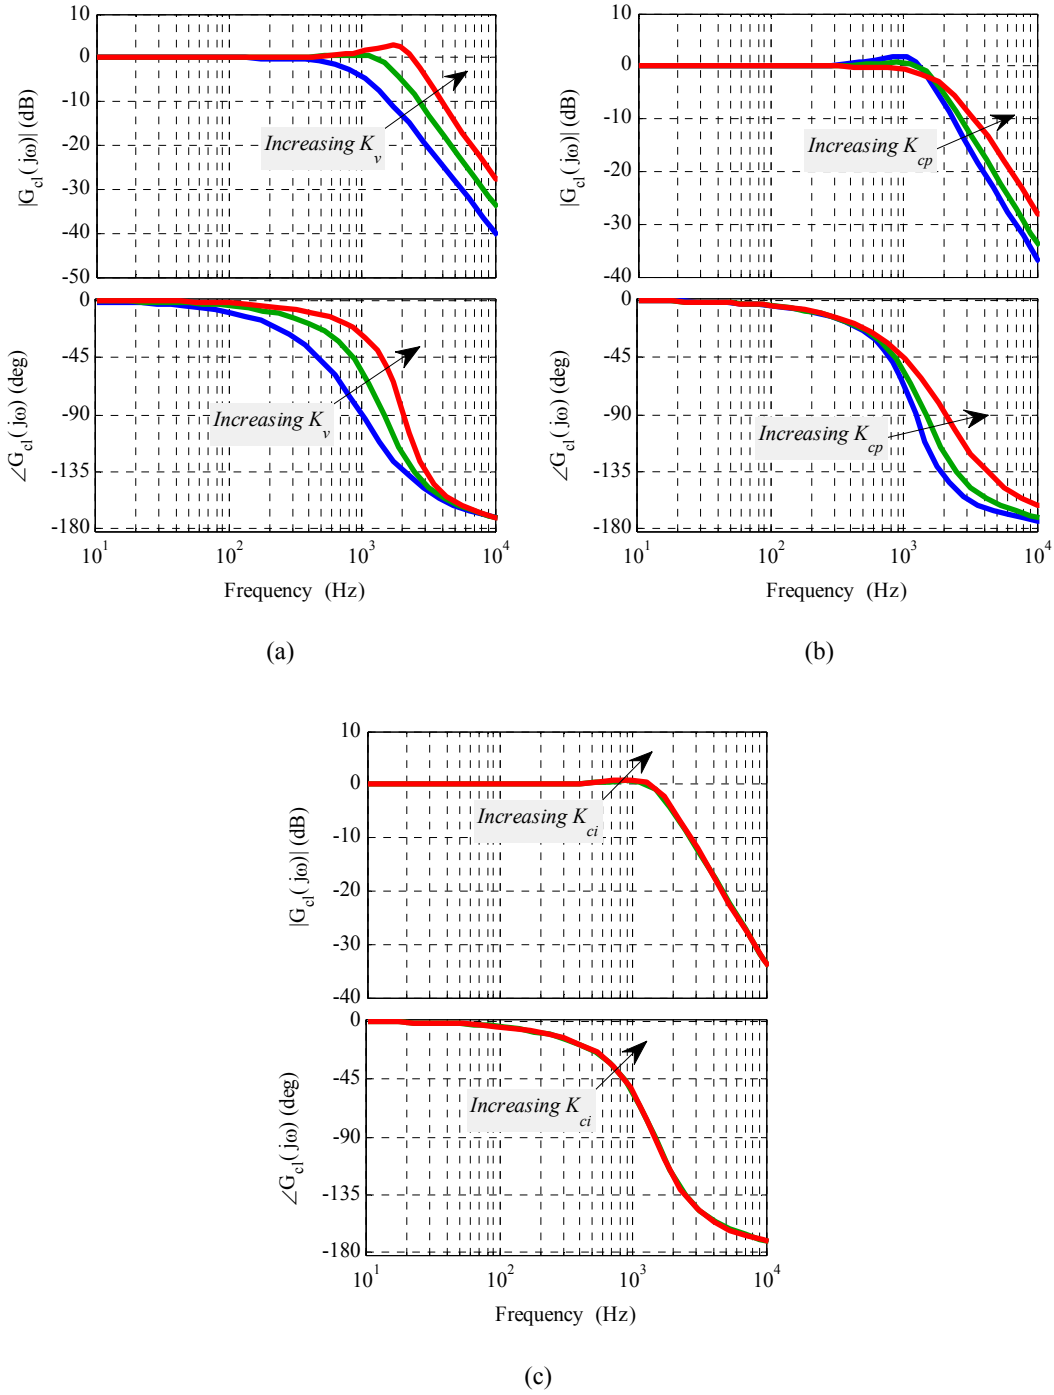 10
0
-10
-20
-30
-40
-50
|G_cl(jω)| (dB)
Increasing K_v
0
-45
-90
-135
-180
∠G_cl(jω) (deg)
Increasing K_v
10^1 10^2 10^3 10^4
Frequency (Hz)
(a)
10
0
-10
-20
-30
-40
|G_cl(jω)| (dB)
Increasing K_cp
0
-45
-90
-135
-180
∠G_cl(jω) (deg)
Increasing K_cp
10^1 10^2 10^3 10^4
Frequency (Hz)
(b)
10
0
-10
-20
-30
-40
|G_cl(jω)| (dB)
Increasing K_ci
0
-45
-90
-135
-180
∠G_cl(jω) (deg)
Increasing K_ci
10^1 10^2 10^3 10^4
Frequency (Hz)
(c)